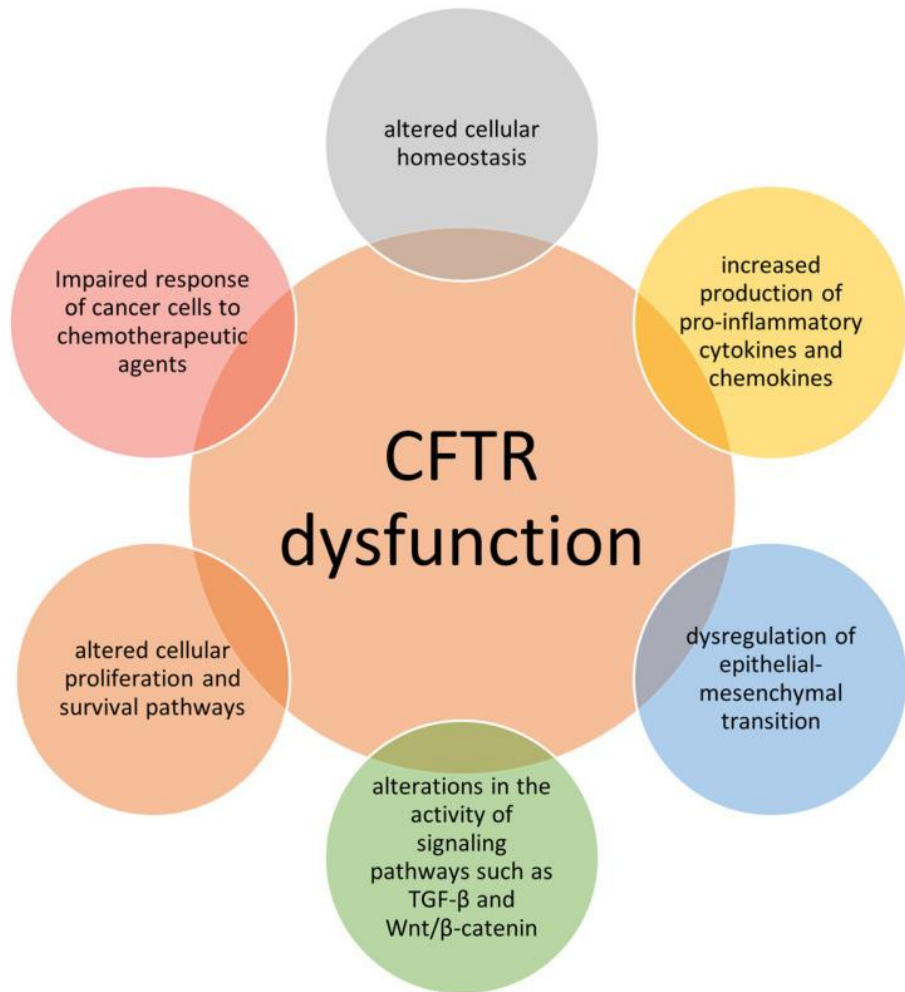 altered cellular
homeostasis
increased
production of
pro-inflammatory
cytokines and
chemokines
dysregulation of
epithelial-
mesenchymal
transition
alterations in the
activity of
signaling
pathways such as
TGF-β and
Wnt/β-catenin
altered cellular
proliferation and
survival pathways
Impaired response
of cancer cells to
chemotherapeutic
agents
CFTR
dysfunction